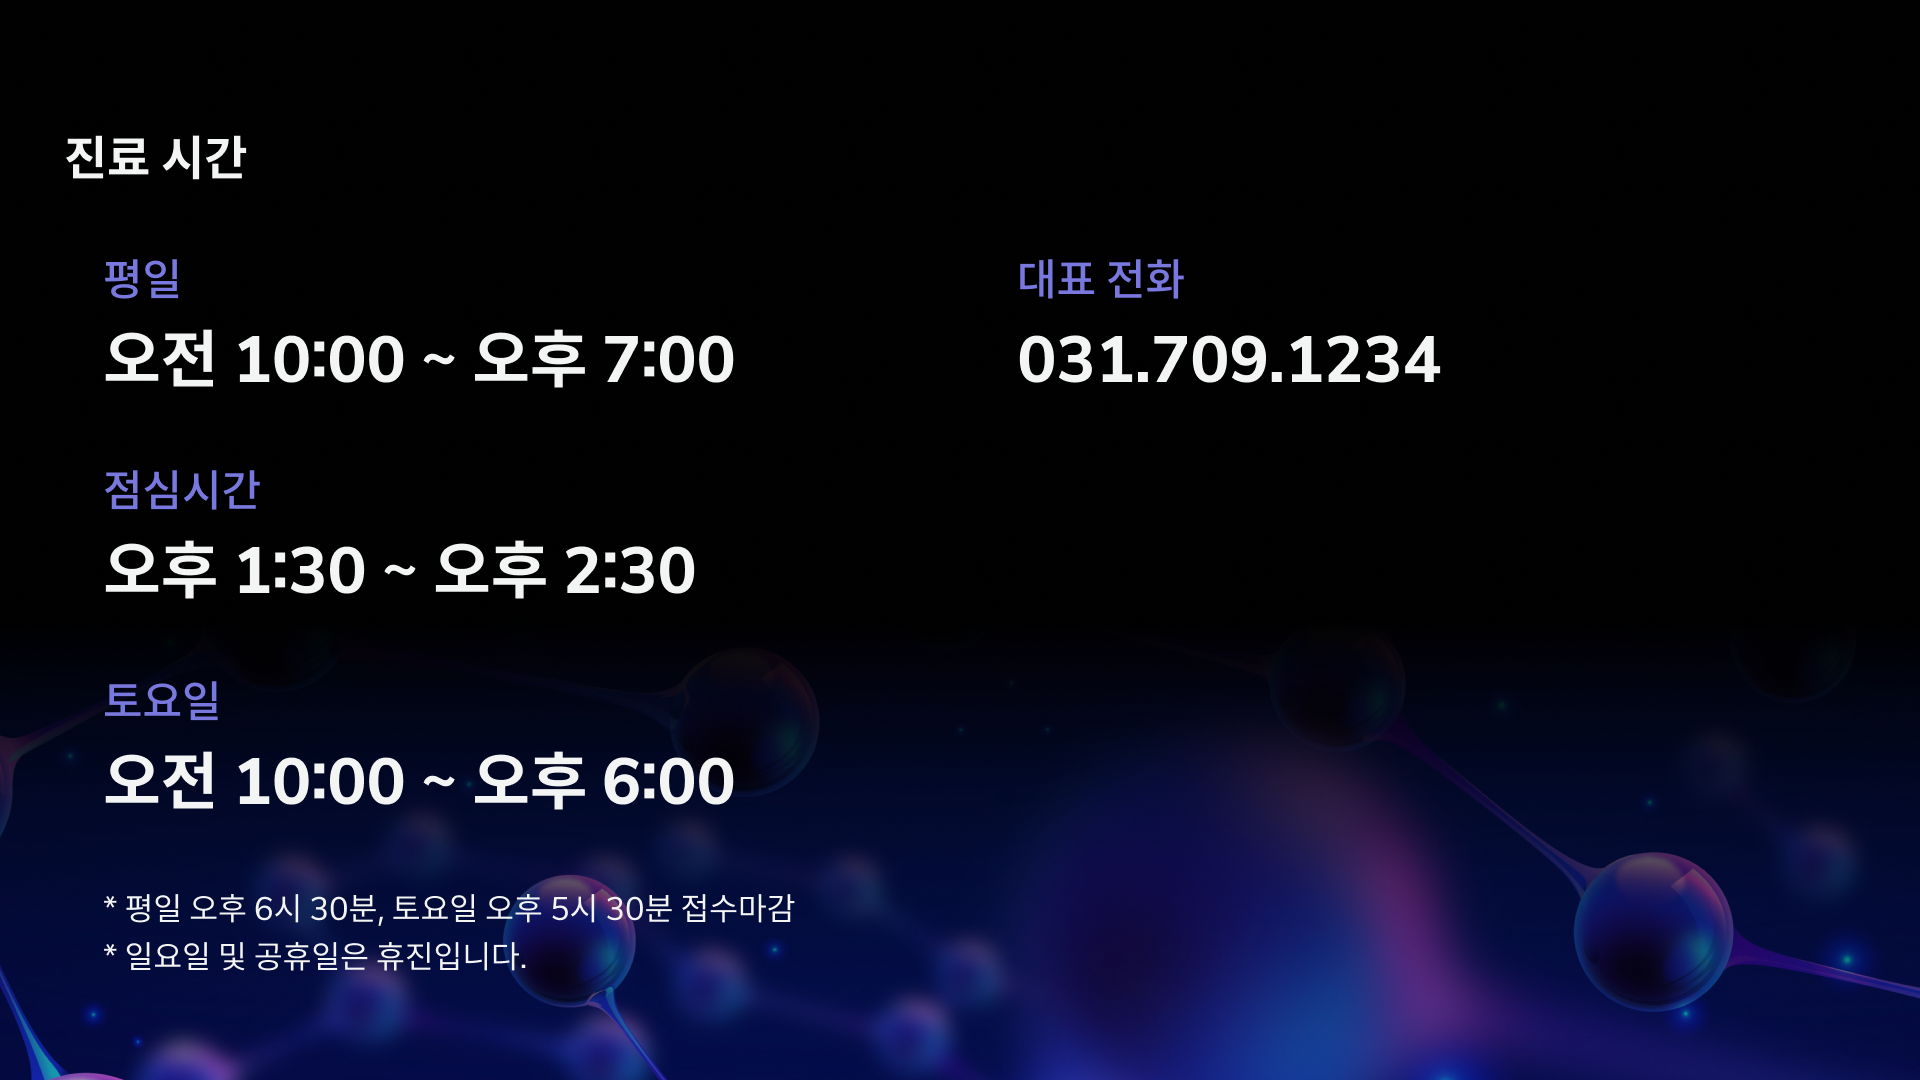 진료 시간
평일
오전 10:00 ~ 오후 7:00
점심시간
오후 1:30 ~ 오후 2:30
토요일
오전 10:00 ~ 오후 6:00
* 평일 오후 6시 30분, 토요일 오후 5시 30분 접수마감
* 일요일 및 공휴일은 휴진입니다.
대표 전화
031.709.1234